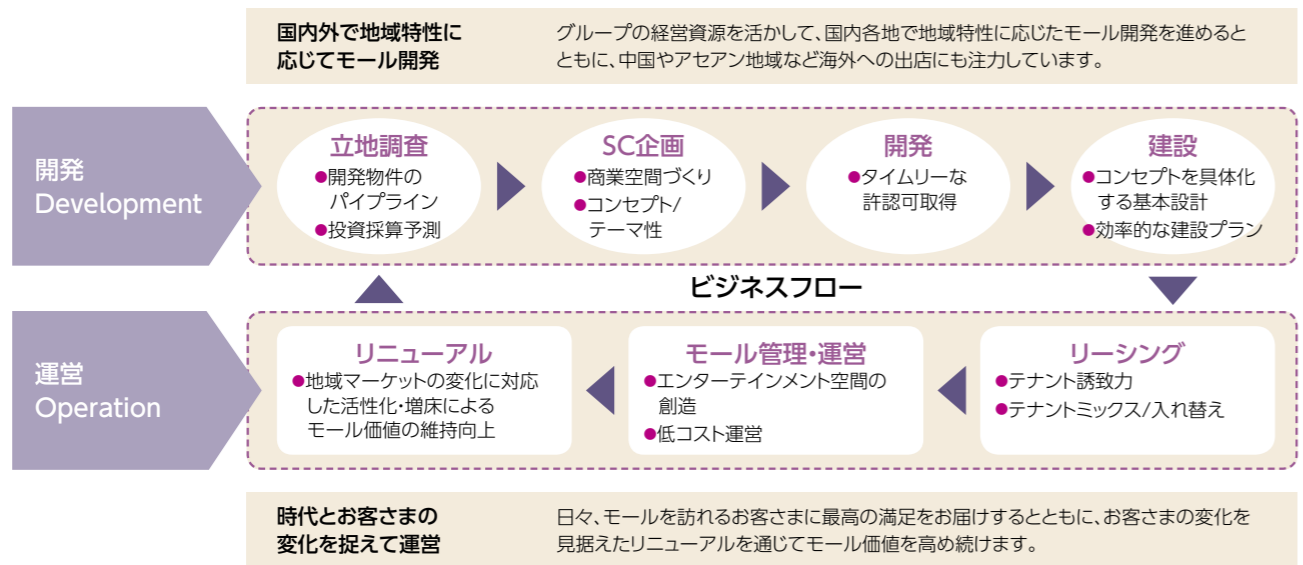 国内外で地域特性に
応じてモール開発
グループの経営資源を活かして、国内各地で地域特性に応じたモール開発を進めると
ともに、中国やアセアン地域など海外への出店にも注力しています。
開発
Development
立地調査
●開発物件の
パイプライン
●投資採算予測
SC企画
●商業空間づくり
●コンセプト/
テーマ性
開発
●タイムリーな
許認可取得
建設
●コンセプトを具体化
する基本設計
●効率的な建設プラン
ビジネスフロー
運営
Operation
リニューアル
●地域マーケットの変化に対応
した活性化・増床による
モール価値の維持向上
モール管理・運営
●エンターテインメント空間の
創造
●低コスト運営
リーシング
●テナント誘致力
●テナントミックス/入れ替え
時代とお客さまの
変化を捉えて運営
日々、モールを訪れるお客さまに最高の満足をお届けするとともに、お客さまの変化を
見据えたリニューアルを通じてモール価値を高め続けます。